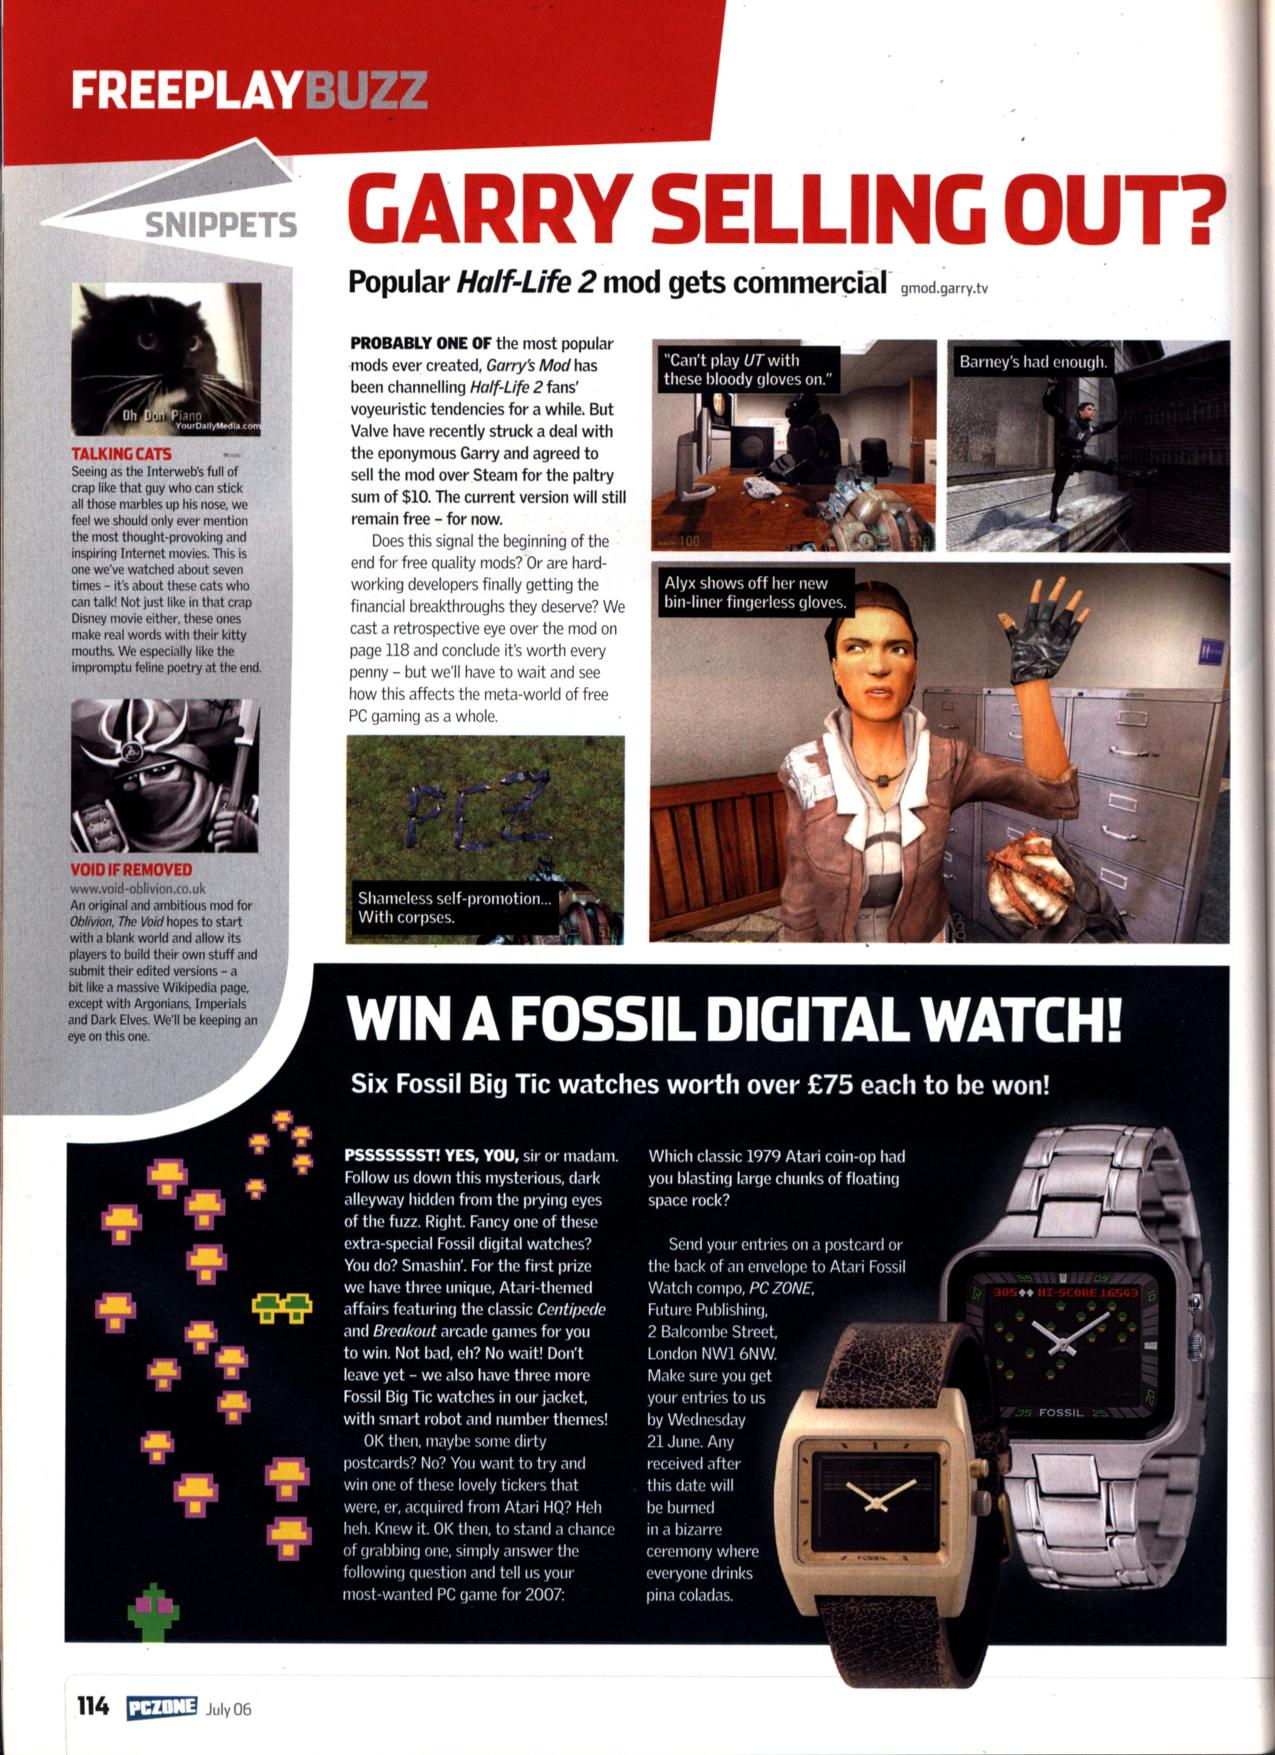 FREEPLAYBUZZ
SNIPPETS
Oh Don Piano
YourDailyMedia.com
TALKING CATS
Seeing as the Interweb's full of
crap like that guy who can stick
all those marbles up his nose, we
feel we should only ever mention
the most thought-provoking and
inspiring Internet movies. This is
one we've watched about seven
times – it's about these cats who
can talk! Not just like in that crap
Disney movie either, these ones
make real words with their kitty
mouths. We especially like the
impromptu feline poetry at the end.
VOID IF REMOVED
www.void-oblivion.co.uk
An original and ambitious mod for
Oblivion, The Void hopes to start
with a blank world and allow its
players to build their own stuff and
submit their edited versions – a
bit like a massive Wikipedia page,
except with Argonians, Imperials
and Dark Elves. We'll be keeping an
eye on this one.
GARRY SELLING OUT?
Popular Half-Life 2 mod gets commercial gmod.garry.tv
PROBABLY ONE OF the most popular
mods ever created, Garry's Mod has
been channelling Half-Life 2 fans'
voyeuristic tendencies for a while. But
Valve have recently struck a deal with
the eponymous Garry and agreed to
sell the mod over Steam for the paltry
sum of $10. The current version will still
remain free – for now.
Does this signal the beginning of the
end for free quality mods? Or are hard-
working developers finally getting the
financial breakthroughs they deserve? We
cast a retrospective eye over the mod on
page 118 and conclude it's worth every
penny – but we'll have to wait and see
how this affects the meta-world of free
PC gaming as a whole.
PCZ
Shameless self-promotion...
With corpses.
"Can't play UT with
these bloody gloves on."
100
513
Barney's had enough.
Alyx shows off her new
bin-liner fingerless gloves.
WIN A FOSSIL DIGITAL WATCH!
Six Fossil Big Tic watches worth over £75 each to be won!
PSSSSSSST! YES, YOU, sir or madam.
Follow us down this mysterious, dark
alleyway hidden from the prying eyes
of the fuzz. Right. Fancy one of these
extra-special Fossil digital watches?
You do? Smashin'. For the first prize
we have three unique, Atari-themed
affairs featuring the classic Centipede
and Breakout arcade games for you
to win. Not bad, eh? No wait! Don't
leave yet – we also have three more
Fossil Big Tic watches in our jacket,
with smart robot and number themes!
OK then, maybe some dirty
postcards? No? You want to try and
win one of these lovely tickers that
were, er, acquired from Atari HQ? Heh
heh. Knew it. OK then, to stand a chance
of grabbing one, simply answer the
following question and tell us your
most-wanted PC game for 2007:
Which classic 1979 Atari coin-op had
you blasting large chunks of floating
space rock?
Send your entries on a postcard or
the back of an envelope to Atari Fossil
Watch compo, PC ZONE,
Future Publishing,
2 Balcombe Street,
London NW1 6NW.
Make sure you get
your entries to us
by Wednesday
21 June. Any
received after
this date will
be burned
in a bizarre
ceremony where
everyone drinks
pina coladas.
55 05
305 HI-SCORE 16543
10
20
35 FOSSIL 25
FOSSIL
114 PCZONE July 06